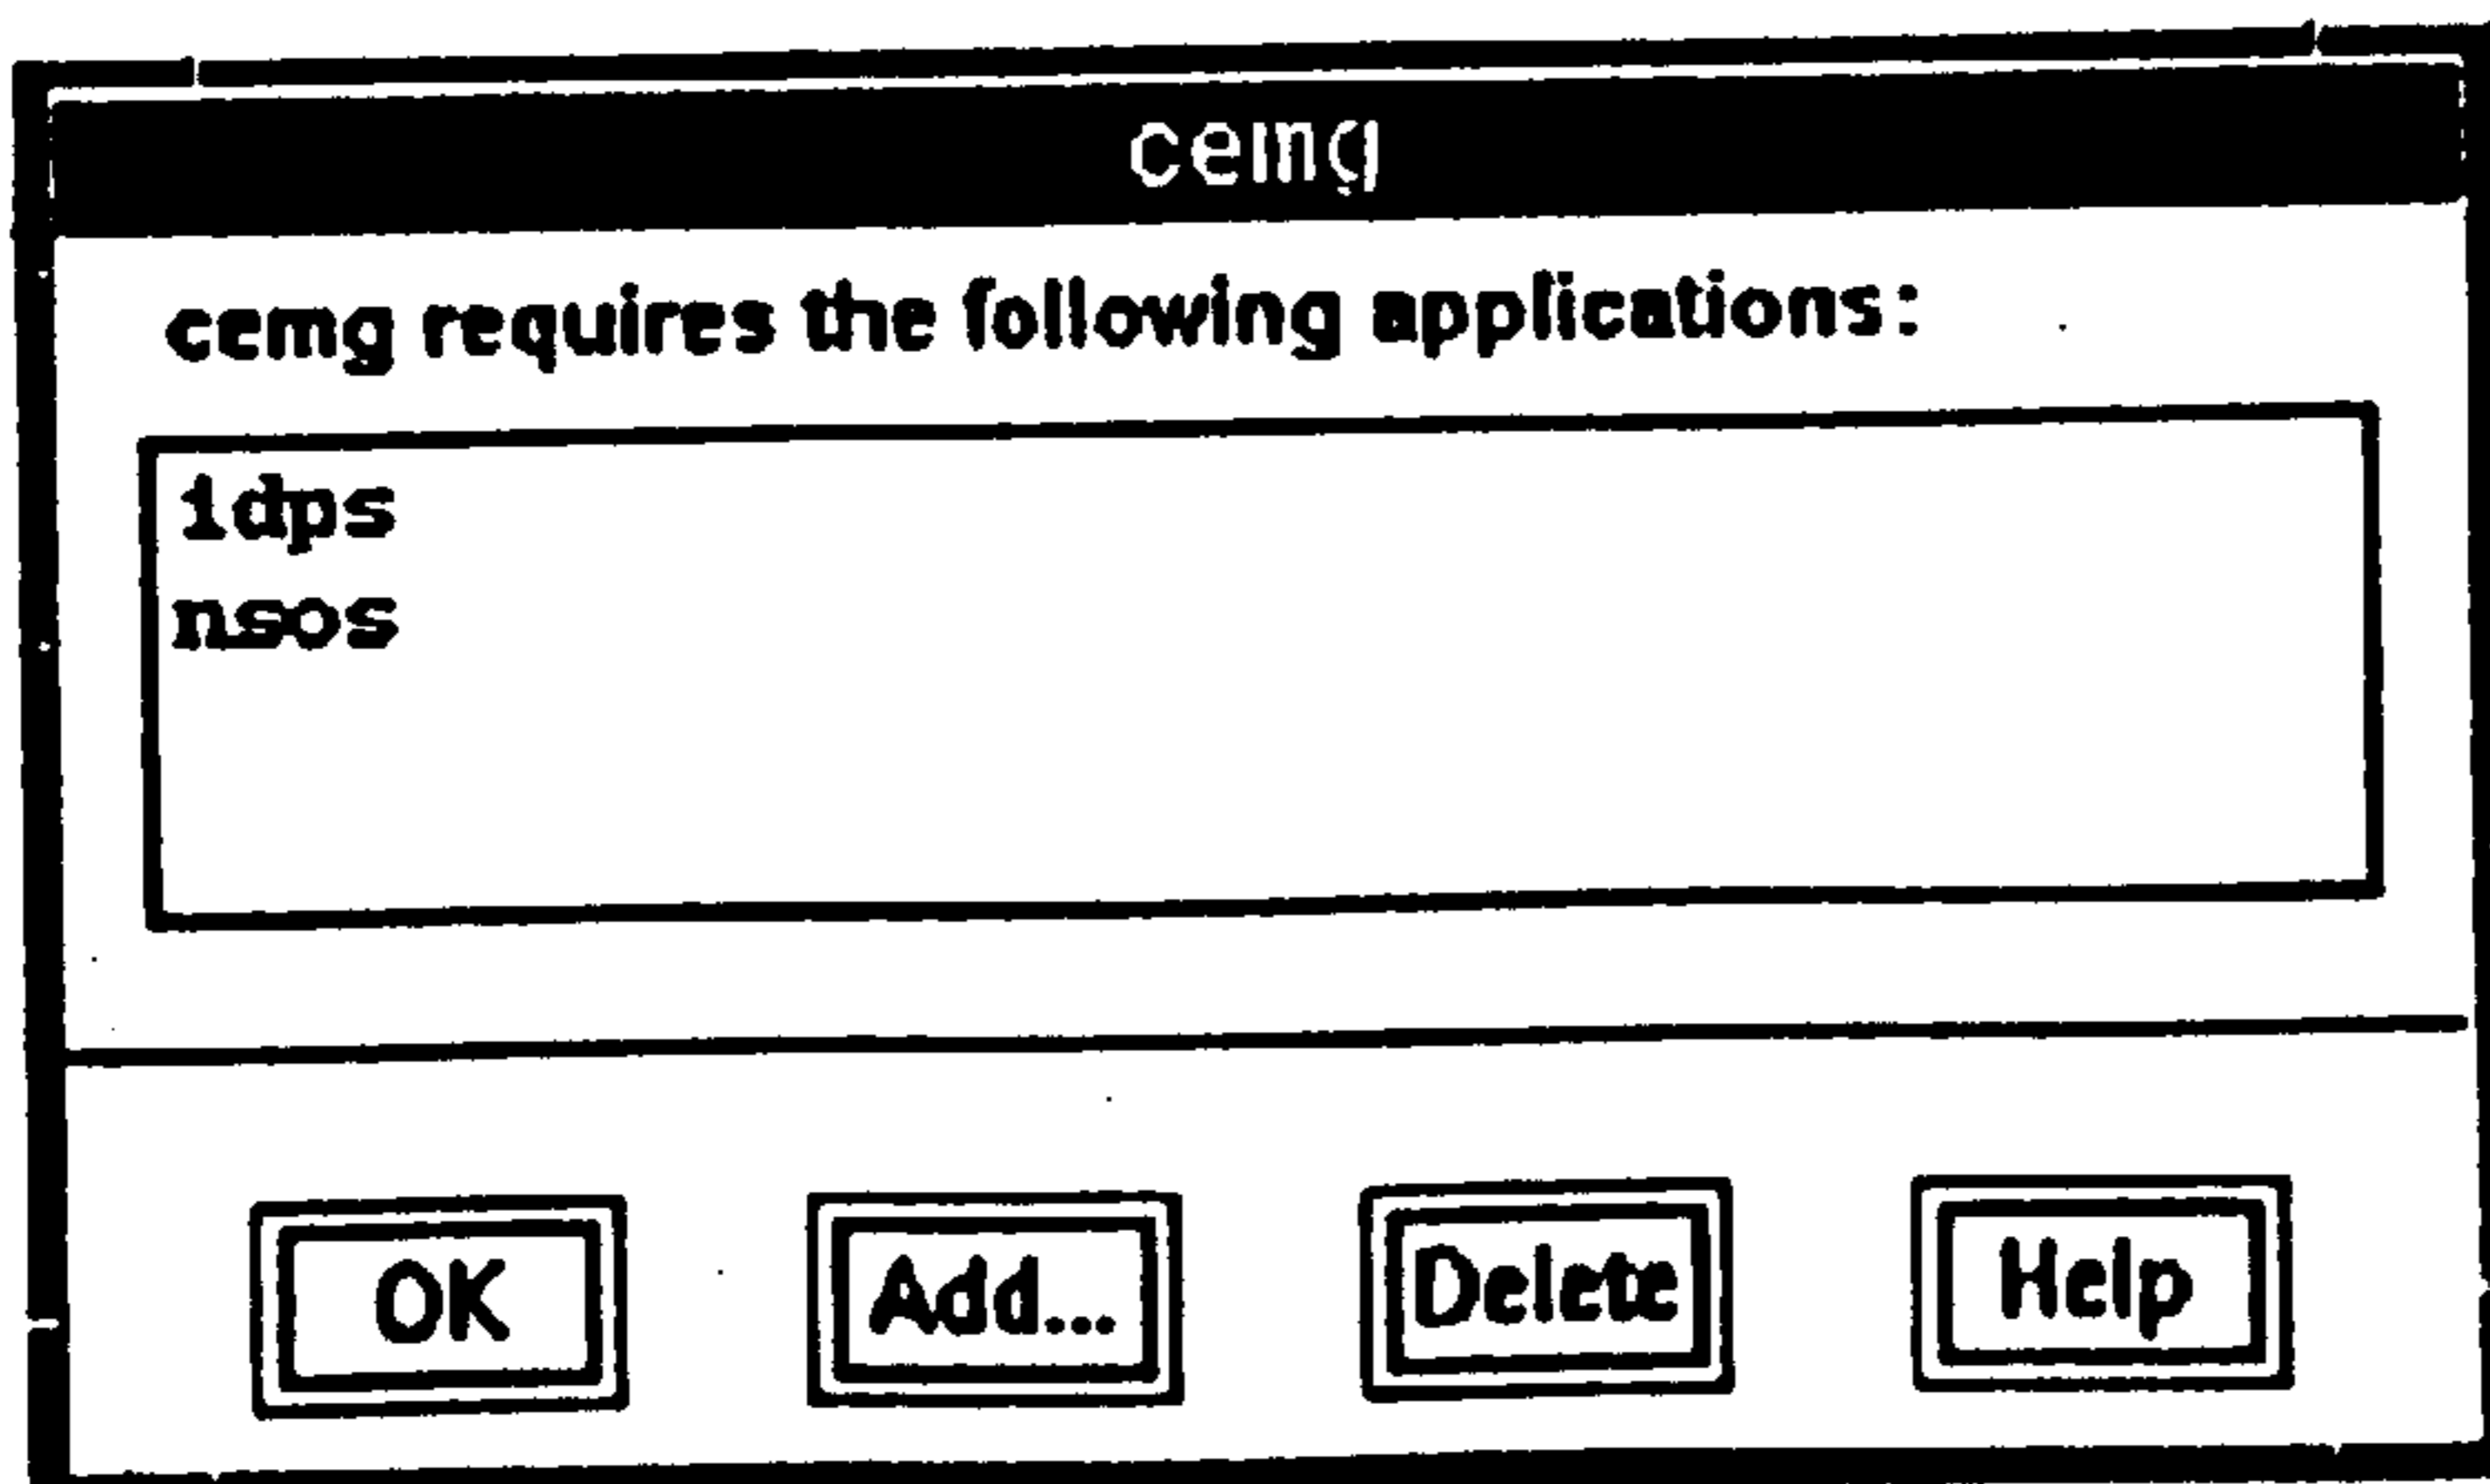 cemg
cemg requires the following applications:
idps
nsos
OK
Add...
Delete
Help